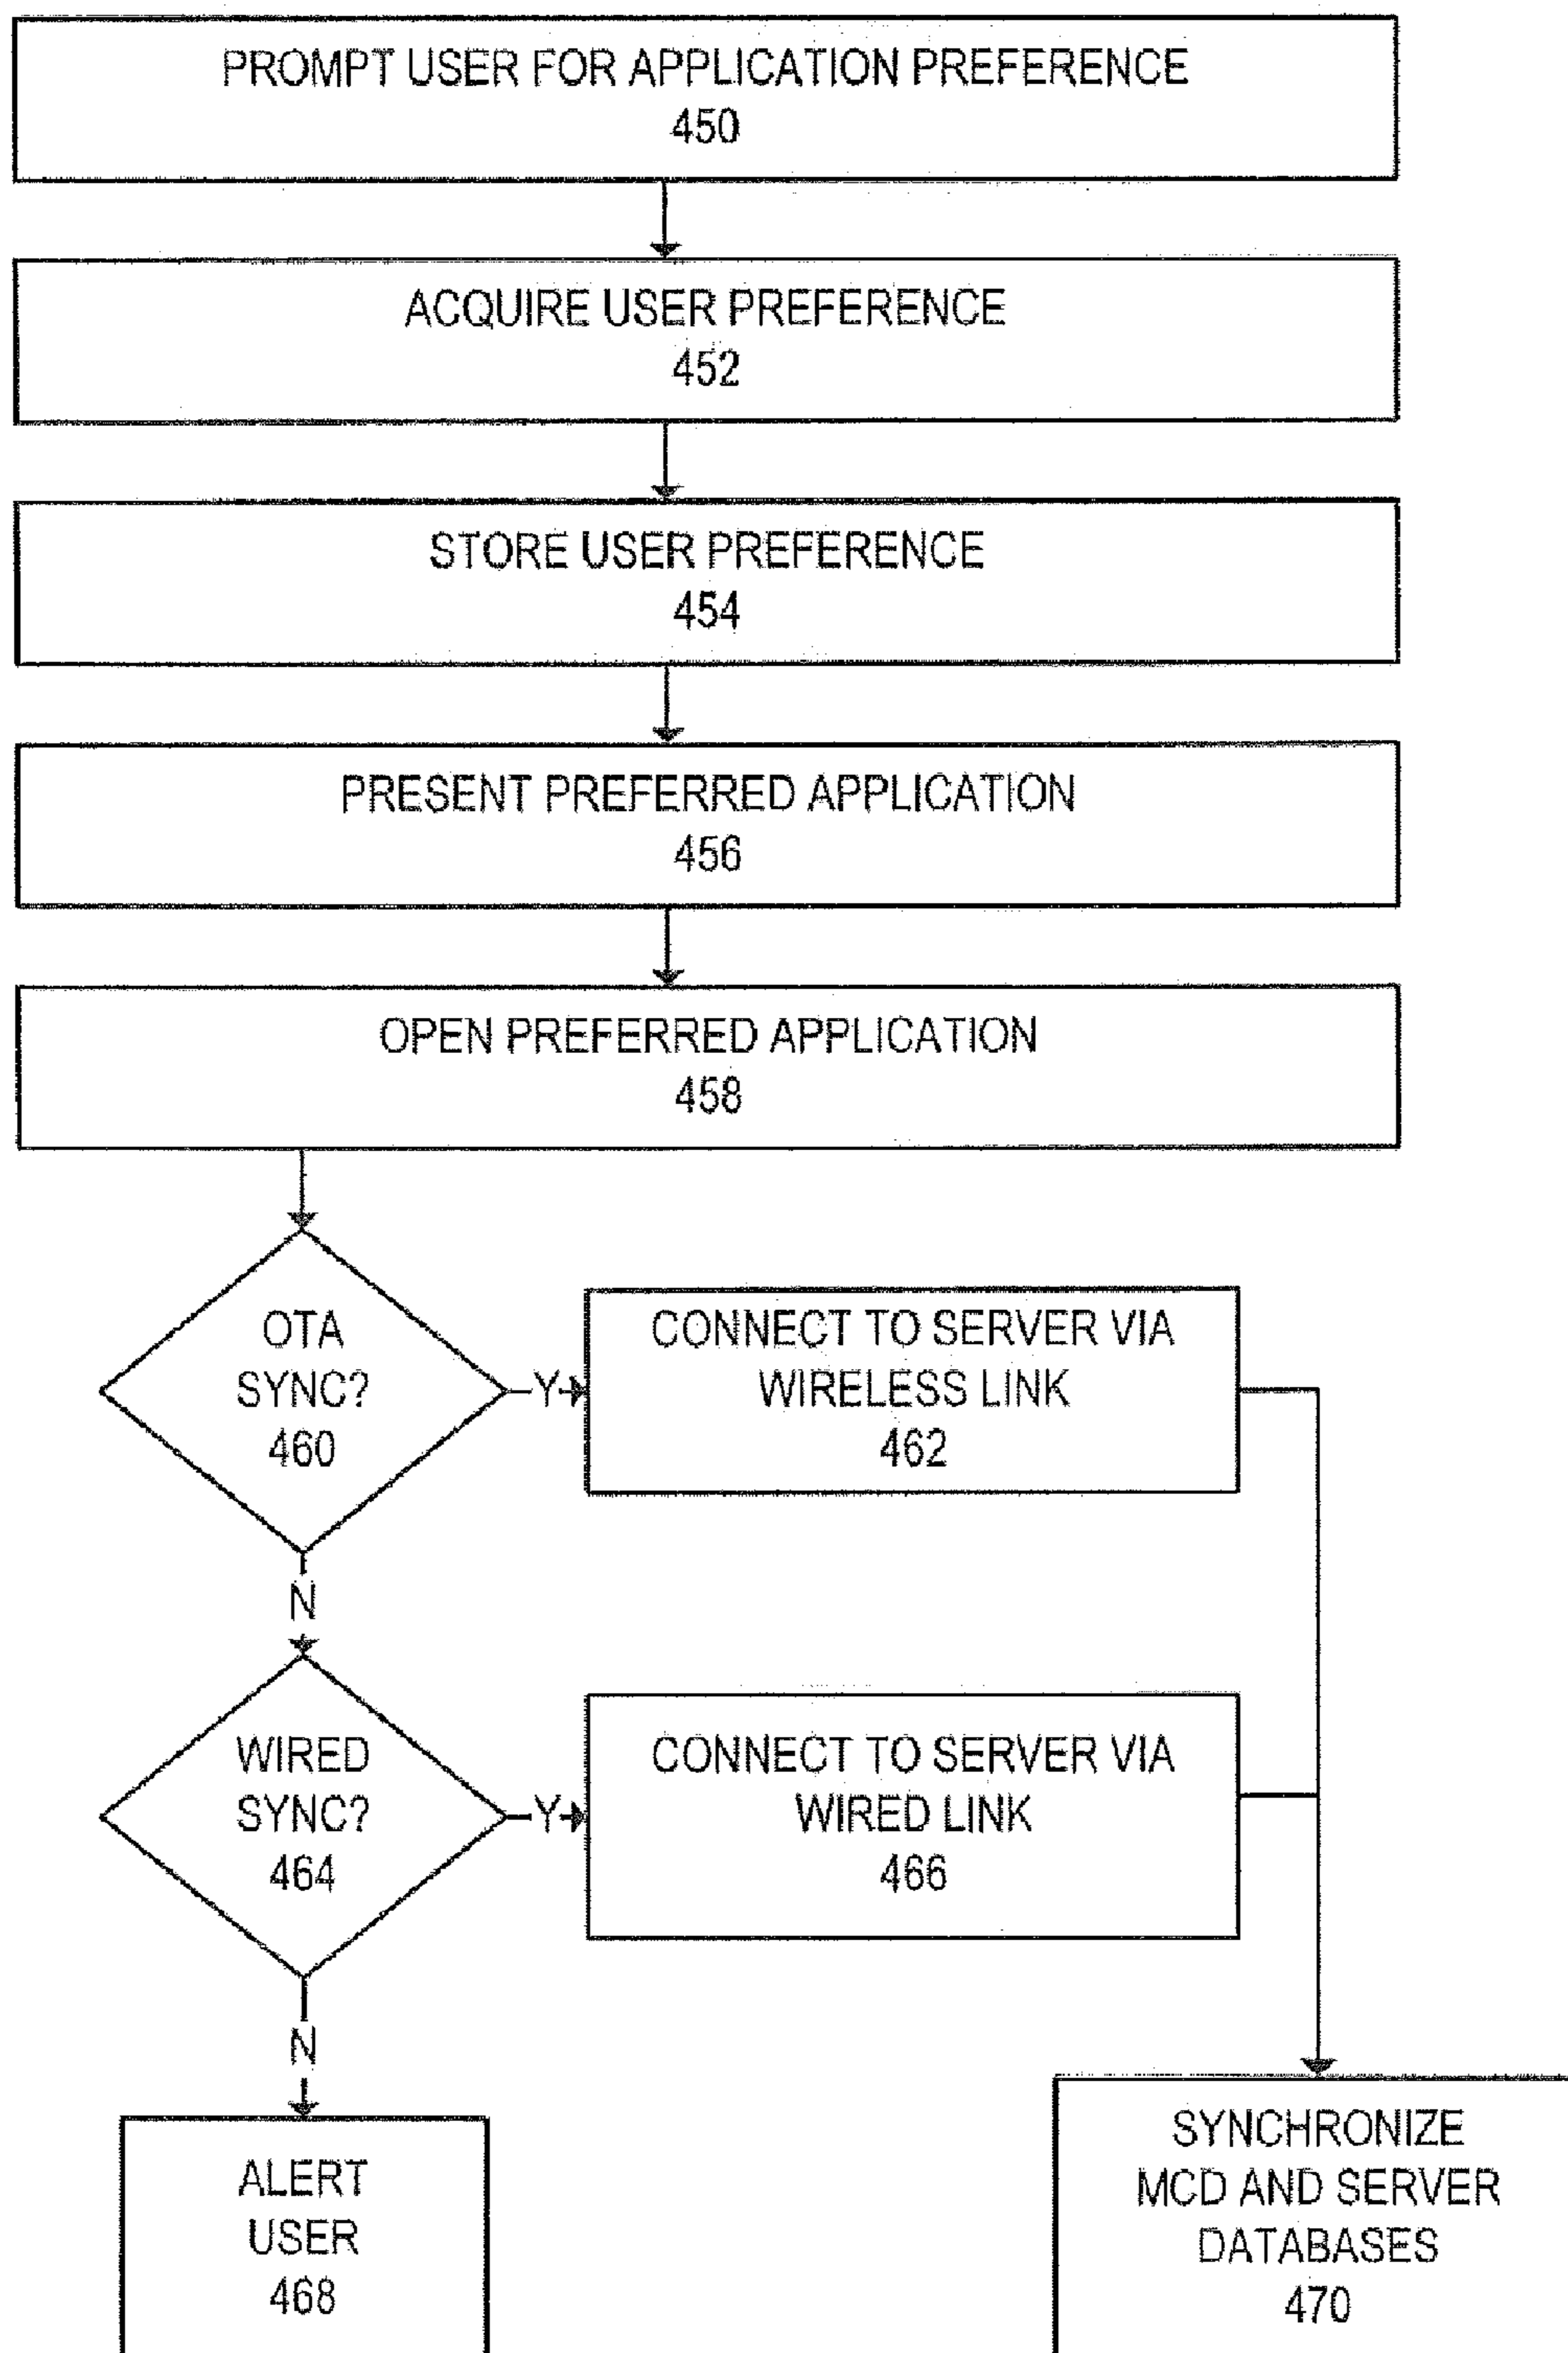 PROMPT USER FOR APPLICATION PREFERENCE
450
ACQUIRE USER PREFERENCE
452
STORE USER PREFERENCE
454
PRESENT PREFERRED APPLICATION
456
OPEN PREFERRED APPLICATION
458
OTA
SYNC?
460
Y
CONNECT TO SERVER VIA
WIRELESS LINK
462
N
WIRED
SYNC?
464
Y
CONNECT TO SERVER VIA
WIRED LINK
466
N
ALERT
USER
468
SYNCHRONIZE
MCD AND SERVER
DATABASES
470